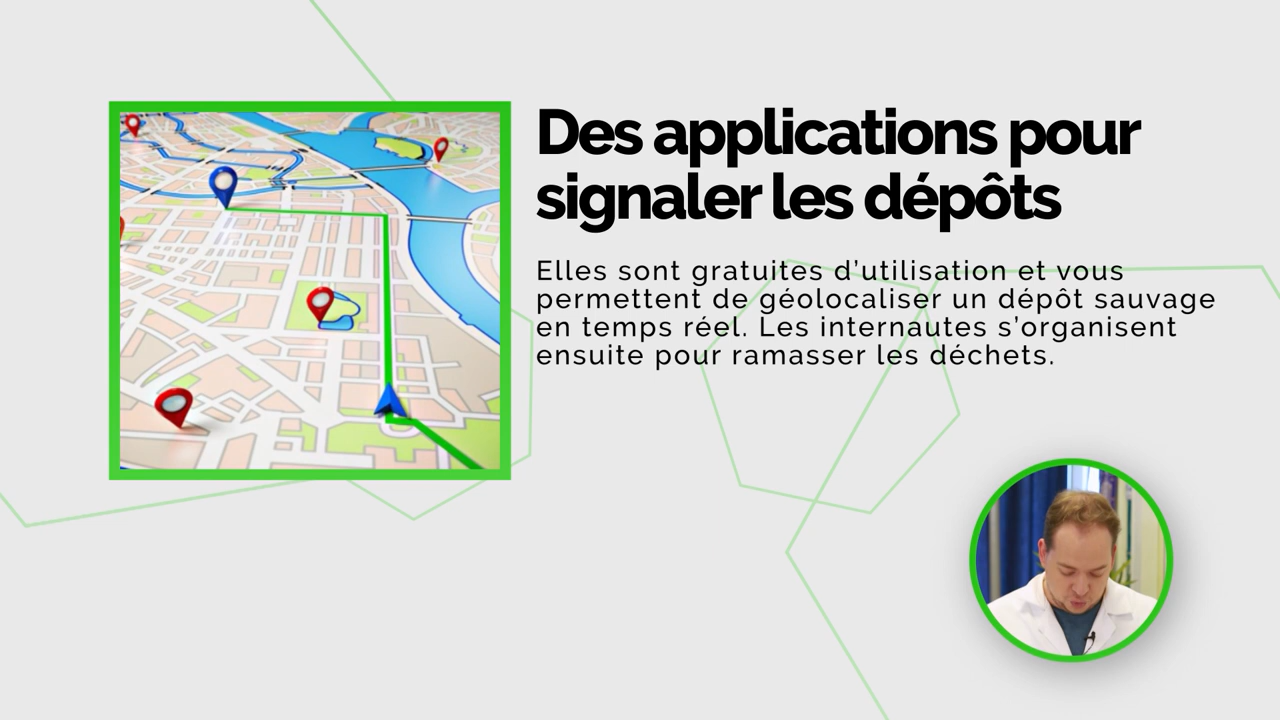 Des applications pour
signaler les dépôts
Elles sont gratuites d’utilisation et vous
permettent de géolocaliser un dépôt sauvage
en temps réel. Les internautes s’organisent
ensuite pour ramasser les déchets.